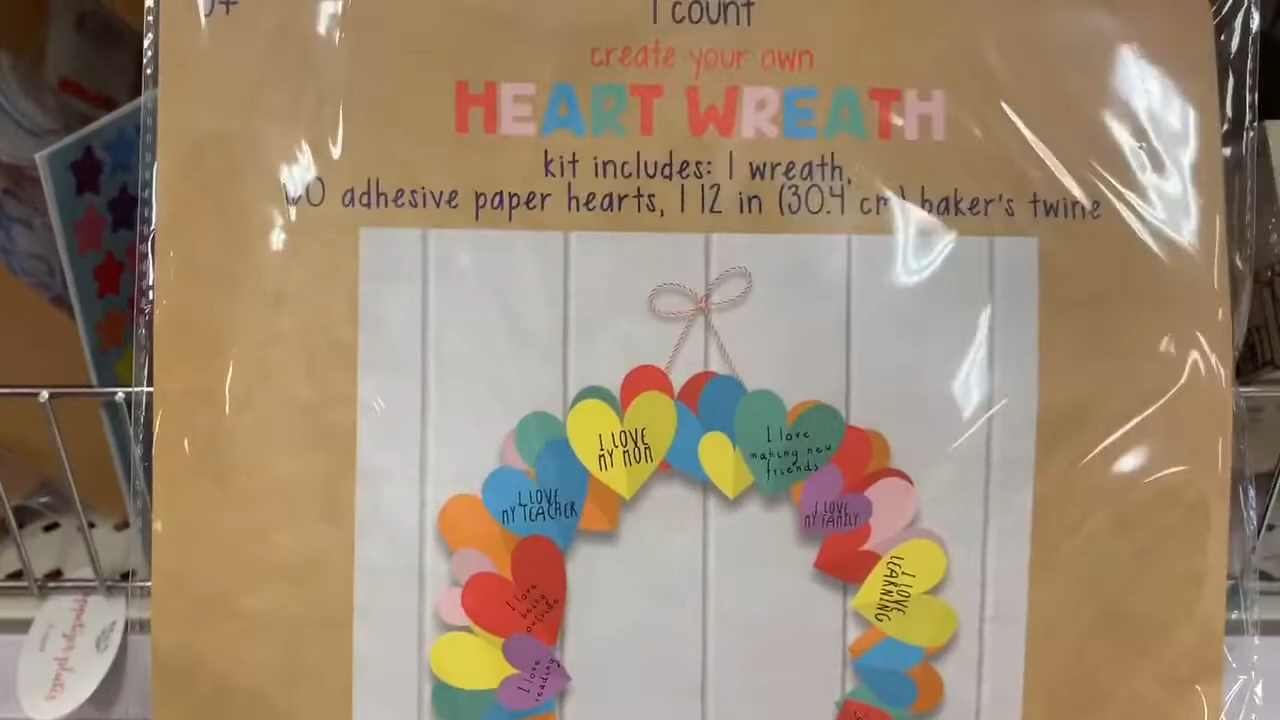 1 count
create your own
HEART WREATH
kit includes: 1 wreath,
adhesive paper hearts, 1 12 in (30.4 cm) baker's twine
I LOVE
MY MOM
I love
making new
friends
I LOVE
MY TEACHER
I LOVE
MY FAMILY
I LOVE
LEARNING
I love
being
outside
I love
reading